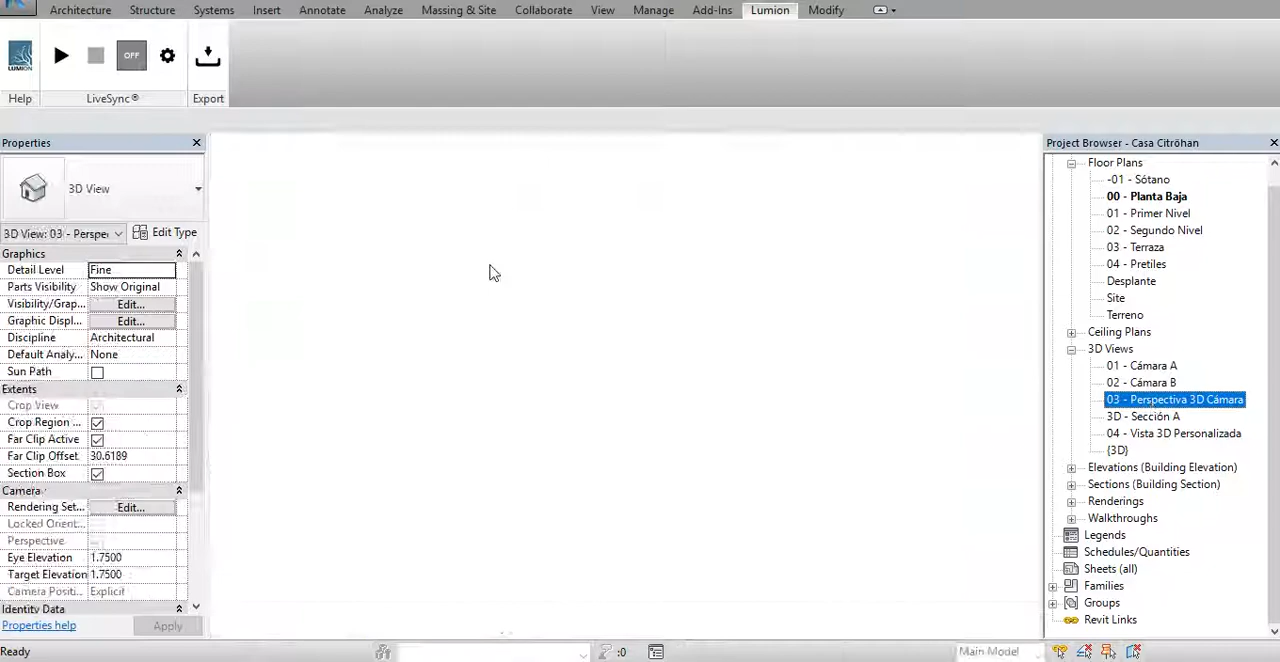 Architecture Structure Systems Insert Annotate Analyze Massing & Site Collaborate View Manage Add-Ins Lumion Modify
LUMION
OFF
Help LiveSync® Export
Properties
3D View
3D View: 03 - Perspe Edit Type
Graphics
Detail Level Fine
Parts Visibility Show Original
Visibility/Grap... Edit...
Graphic Displ... Edit...
Discipline Architectural
Default Analy... None
Sun Path
Extents
Crop View
Crop Region ...
Far Clip Active
Far Clip Offset 30.6189
Section Box
Camera
Rendering Set... Edit...
Locked Orient...
Perspective
Eye Elevation 1.7500
Target Elevation 1.7500
Camera Positi... Explicit
Identity Data
Properties help Apply
Project Browser - Casa Citröhan
Floor Plans
-01 - Sótano
00 - Planta Baja
01 - Primer Nivel
02 - Segundo Nivel
03 - Terraza
04 - Pretiles
Desplante
Site
Terreno
Ceiling Plans
3D Views
01 - Cámara A
02 - Cámara B
03 - Perspectiva 3D Cámara
3D - Sección A
04 - Vista 3D Personalizada
{3D}
Elevations (Building Elevation)
Sections (Building Section)
Renderings
Walkthroughs
Legends
Schedules/Quantities
Sheets (all)
Families
Groups
Revit Links
Ready :0 Main Model